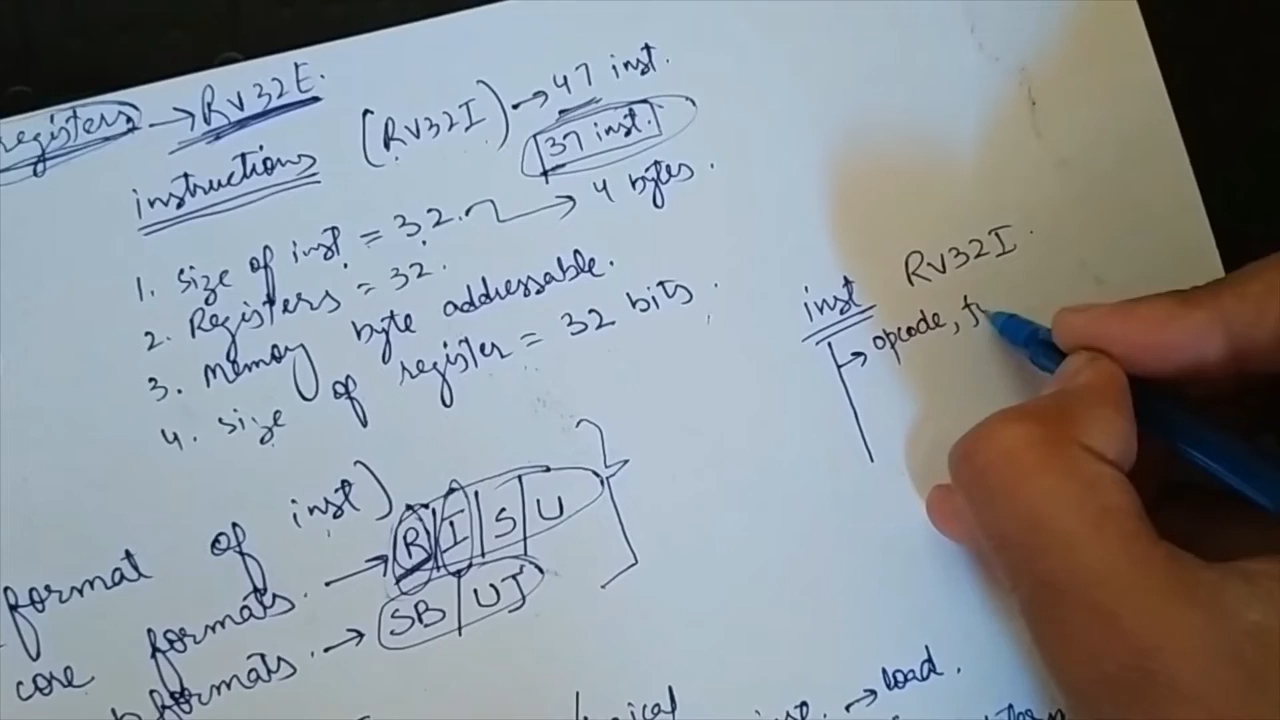 registers → RV32E.
instructions (RV32I) → 47 inst.
37 inst.
1. Size of inst = 32. → 4 bytes.
2. Registers = 32.
3. Memory byte addressable.
4. Size of register = 32 bits.
format of inst)
core formats. → R | I | S | U
formats. → SB | UJ
inst RV32I.
→ opcode, f
inst. → load.